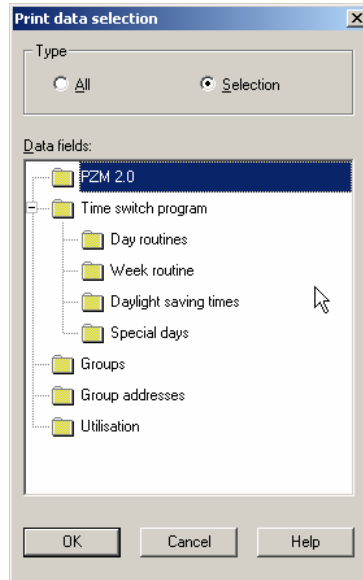 Print data selection
Type
All Selection
Data fields:
PZM 2.0
Time switch program
Day routines
Week routine
Daylight saving times
Special days
Groups
Group addresses
Utilisation
OK Cancel Help